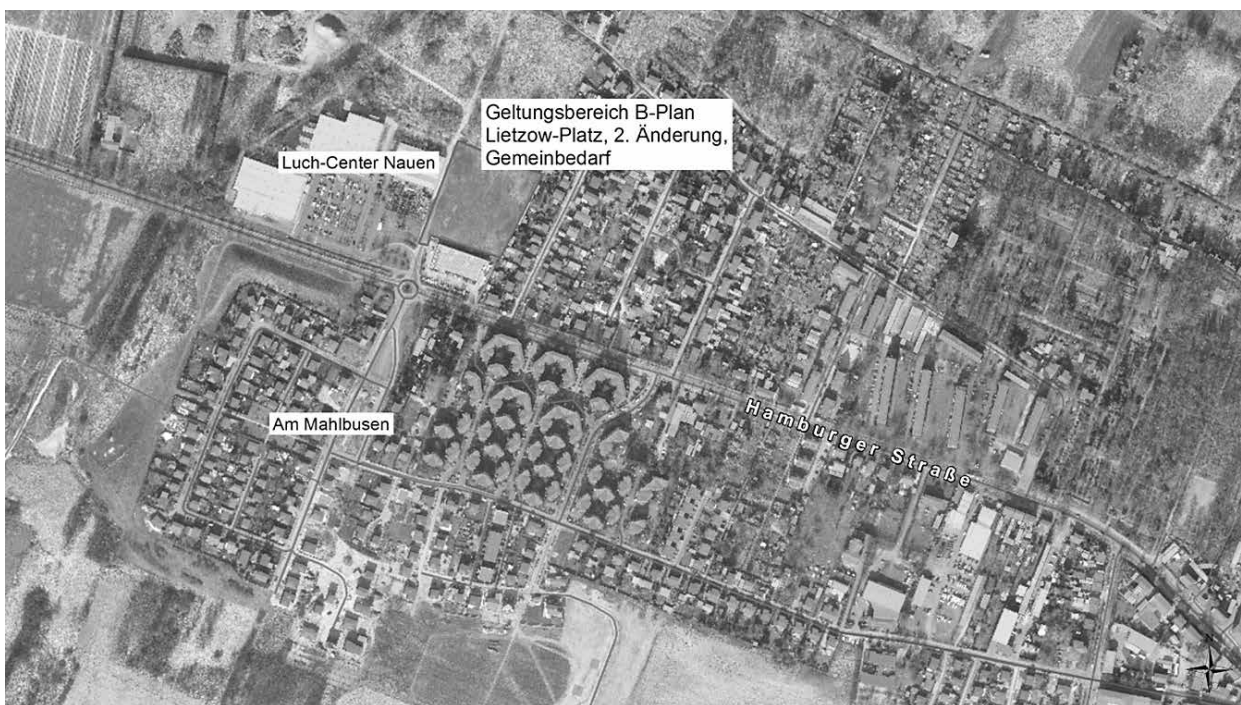 Geltungsbereich B-Plan
Lietzow-Platz, 2. Änderung,
Gemeinbedarf
Luch-Center Nauen
Am Mahlbusen
Hamburger Straße